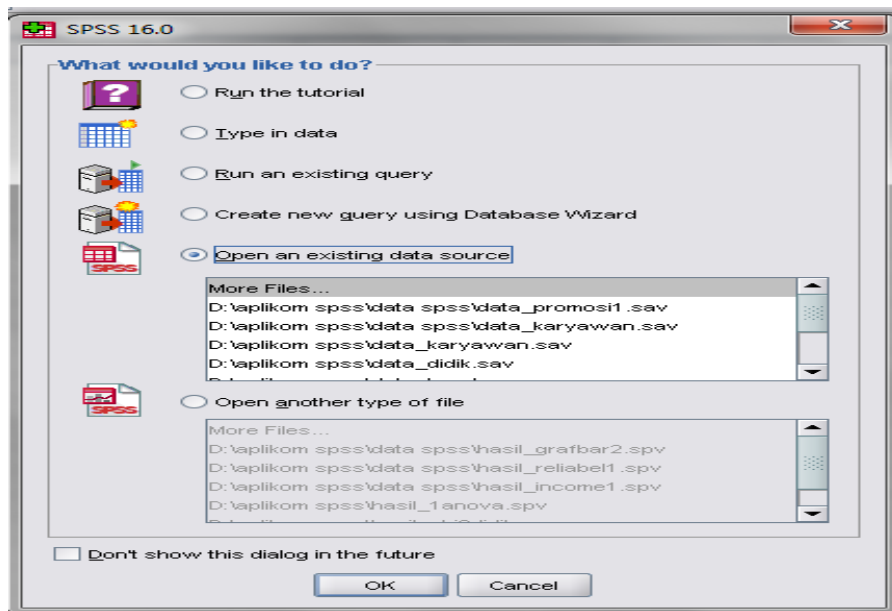 SPSS 16.0
What would you like to do?
Run the tutorial
Type in data
Run an existing query
Create new query using Database Wizard
SPSS
Open an existing data source
More Files...
D:\aplikom spss\data spss\data_promosi1.sav
D:\aplikom spss\data spss\data_karyawan.sav
D:\aplikom spss\data_karyawan.sav
D:\aplikom spss\data_didik.sav
SPSS
Open another type of file
More Files...
D:\aplikom spss\data spss\hasil_grafbar2.spv
D:\aplikom spss\data spss\hasil_reliabel1.spv
D:\aplikom spss\data spss\hasil_income1.spv
D:\aplikom spss\hasil_1anova.spv
Don't show this dialog in the future
OK Cancel